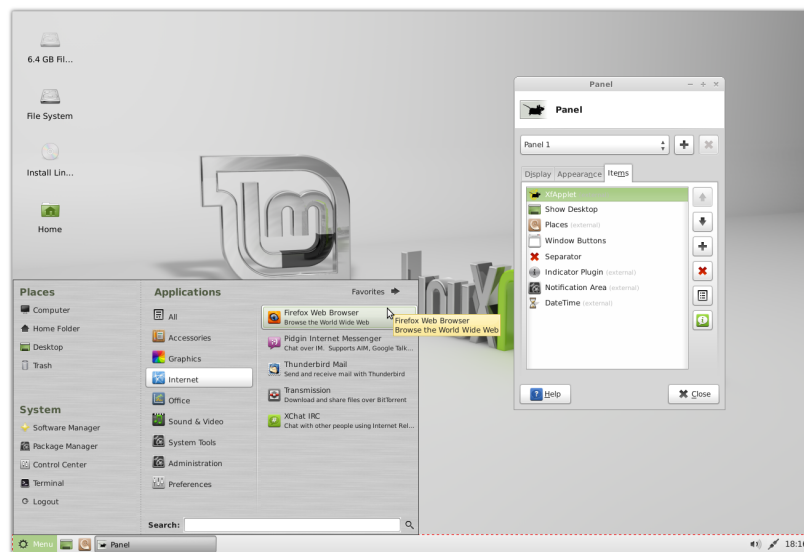 6.4 GB Fil...
File System
Install Lin...
Home
lm
linux
Panel
Panel
Panel 1
Display
Appearance
Items
XfApplet
Show Desktop
Places (external)
Window Buttons
Separator
Indicator Plugin (external)
Notification Area (external)
DateTime (external)
Help
Close
Places
Computer
Home Folder
Desktop
Trash
System
Software Manager
Package Manager
Control Center
Terminal
Logout
Applications
Favorites
All
Accessories
Graphics
Internet
Office
Sound & Video
System Tools
Administration
Preferences
Firefox Web Browser
Browse the World Wide Web
Pidgin Internet Messenger
Chat over IM. Supports AIM, Google Talk...
Thunderbird Mail
Send and receive mail with Thunderbird
Transmission
Download and share files over BitTorrent
XChat IRC
Chat with other people using Internet Rel...
Firefox Web Browser
Browse the World Wide Web
Search:
Menu
Panel